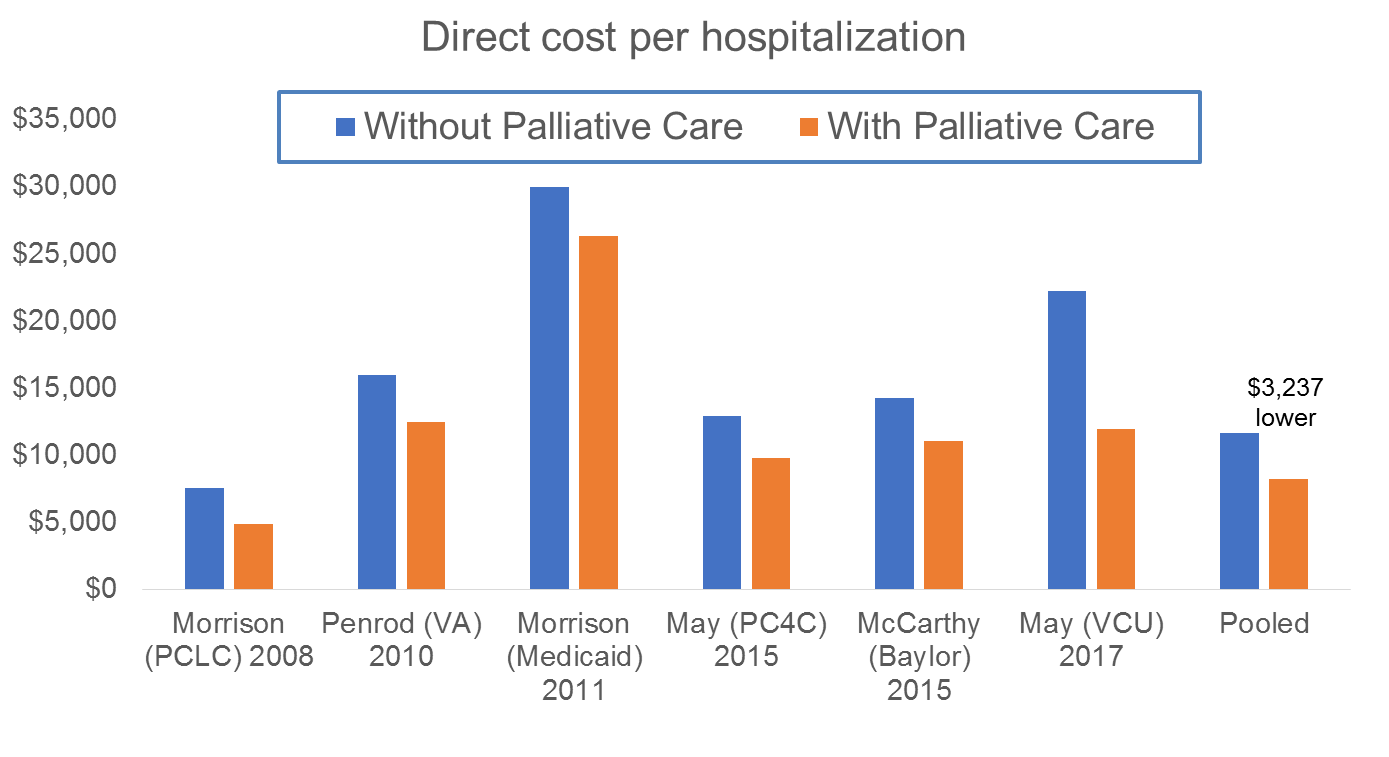 Direct cost per hospitalization
Without Palliative Care
With Palliative Care
$35,000
$30,000
$25,000
$20,000
$15,000
$10,000
$5,000
$0
$3,237
lower
Morrison
(PCLC) 2008
Penrod (VA)
2010
Morrison
(Medicaid)
2011
May (PC4C)
2015
McCarthy
(Baylor)
2015
May (VCU)
2017
Pooled